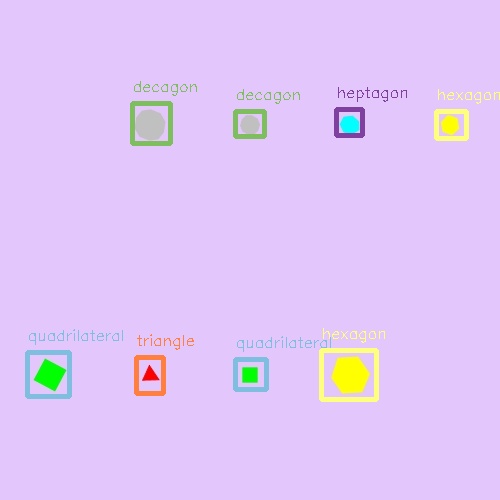 decagon
decagon
heptagon
hexagon
quadrilateral
triangle
quadrilateral
hexagon